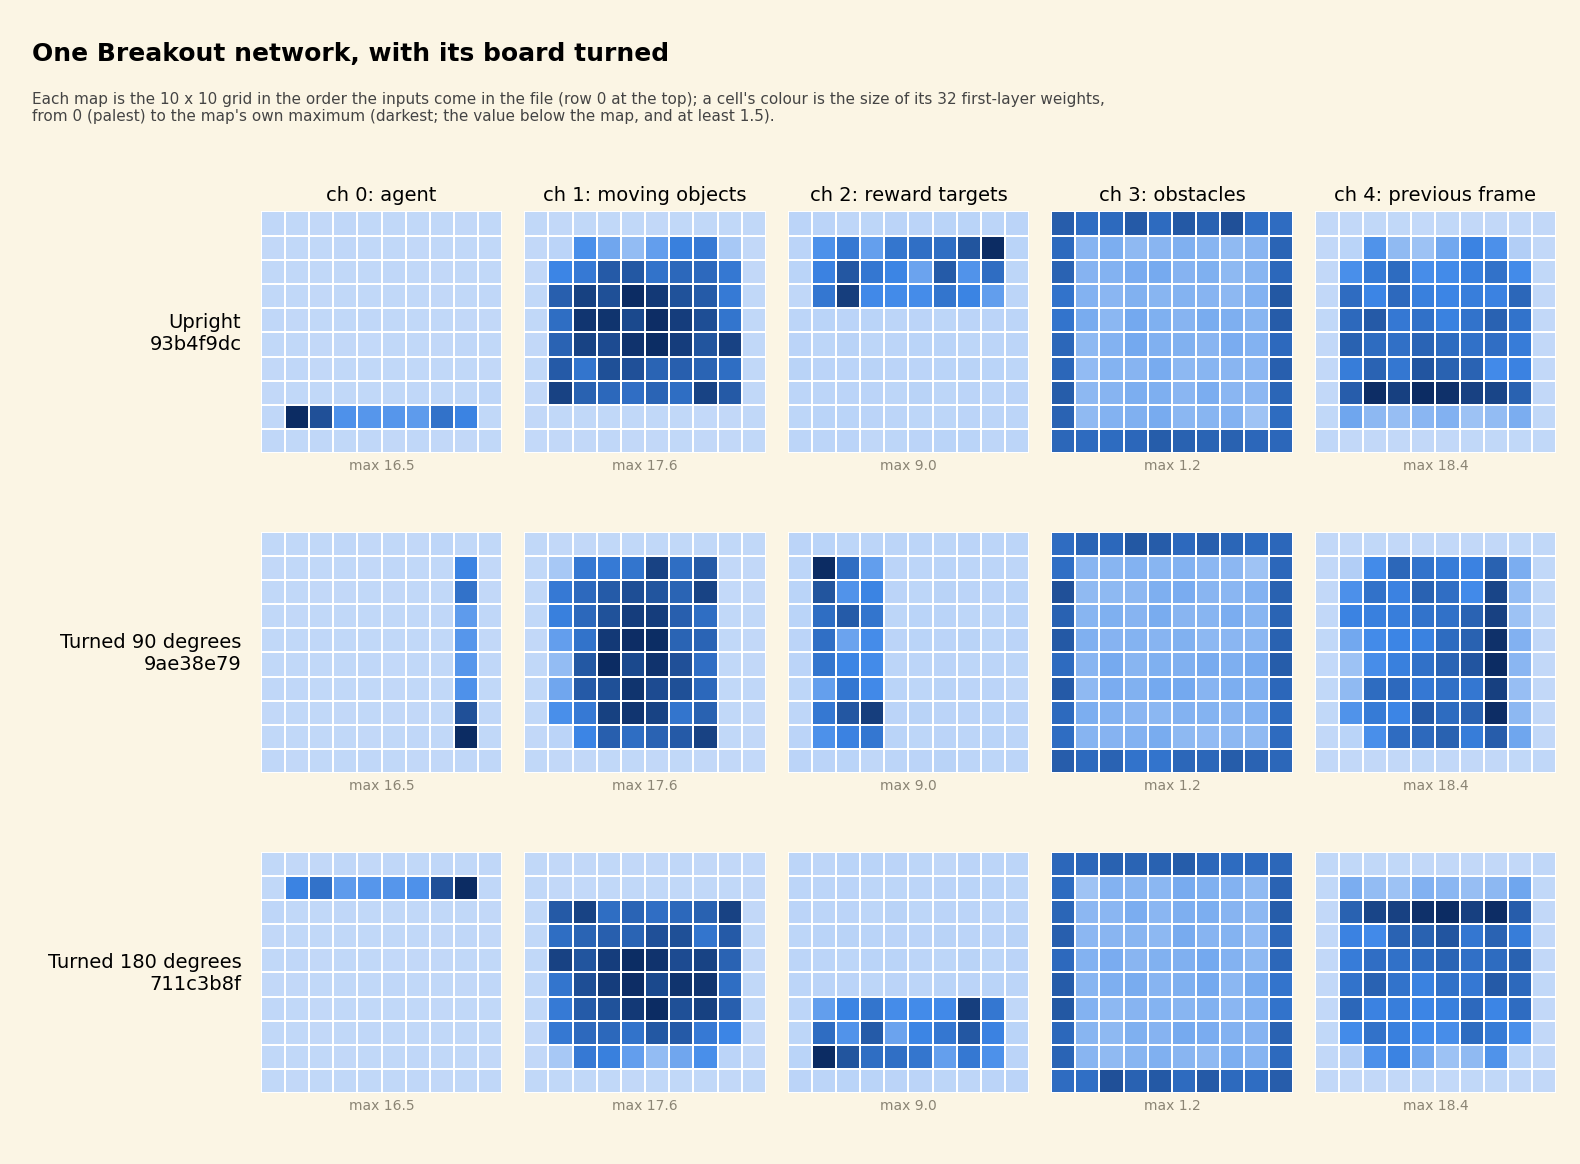 One Breakout network, with its board turned
Each map is the 10 x 10 grid in the order the inputs come in the file (row 0 at the top); a cell's colour is the size of its 32 first-layer weights,
from 0 (palest) to the map's own maximum (darkest; the value below the map, and at least 1.5).
ch 0: agent
ch 1: moving objects
ch 2: reward targets
ch 3: obstacles
ch 4: previous frame
Upright
93b4f9dc
max 16.5
max 17.6
max 9.0
max 1.2
max 18.4
Turned 90 degrees
9ae38e79
max 16.5
max 17.6
max 9.0
max 1.2
max 18.4
Turned 180 degrees
711c3b8f
max 16.5
max 17.6
max 9.0
max 1.2
max 18.4